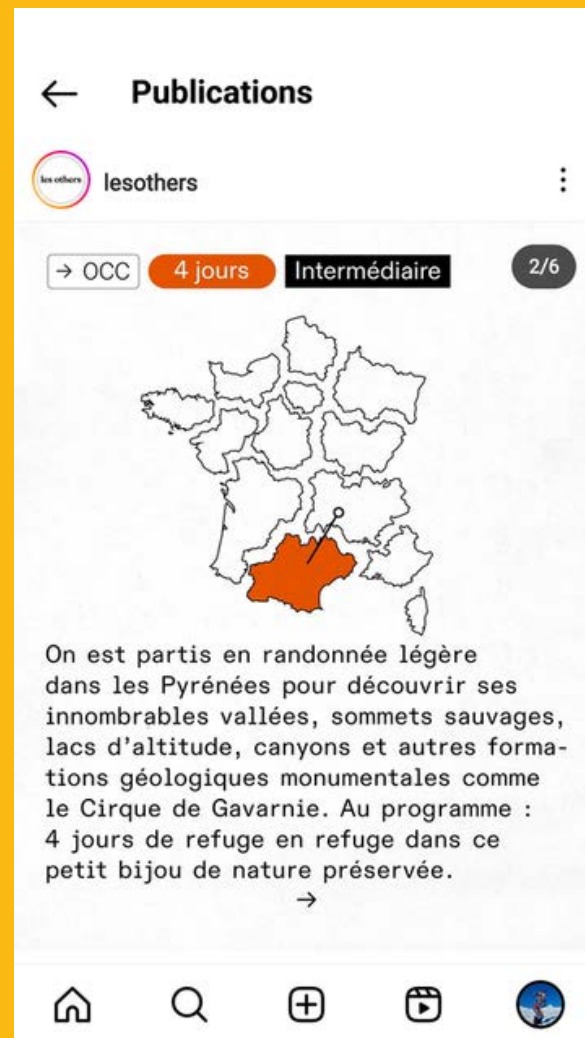 Publications
les others
lesothers
→ OCC
4 jours
Intermédiaire
2/6
On est partis en randonnée légère
dans les Pyrénées pour découvrir ses
innombrables vallées, sommets sauvages,
lacs d'altitude, canyons et autres forma-
tions géologiques monumentales comme
le Cirque de Gavarnie. Au programme :
4 jours de refuge en refuge dans ce
petit bijou de nature préservée.
→